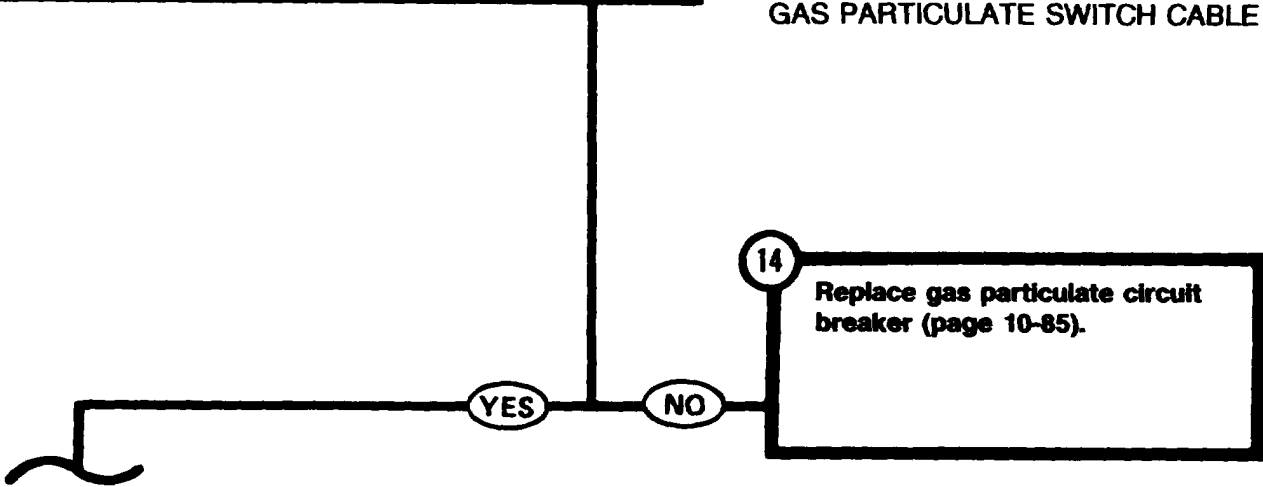 GAS PARTICULATE SWITCH CABLE
14
Replace gas particulate circuit
breaker (page 10-85).
YES
NO